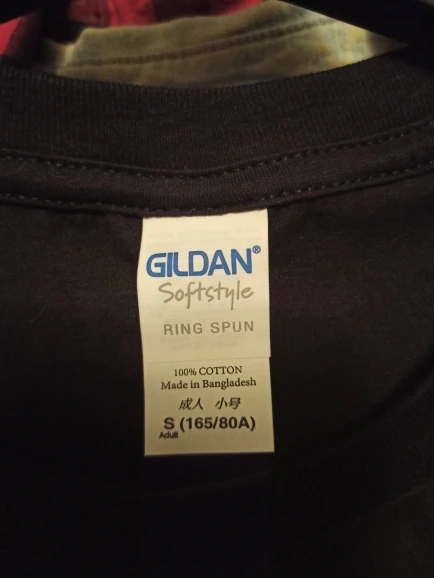 GILDAN®
Softstyle
RING SPUN
100% COTTON
Made in Bangladesh
成人 小号
S (165/80A)
Adult